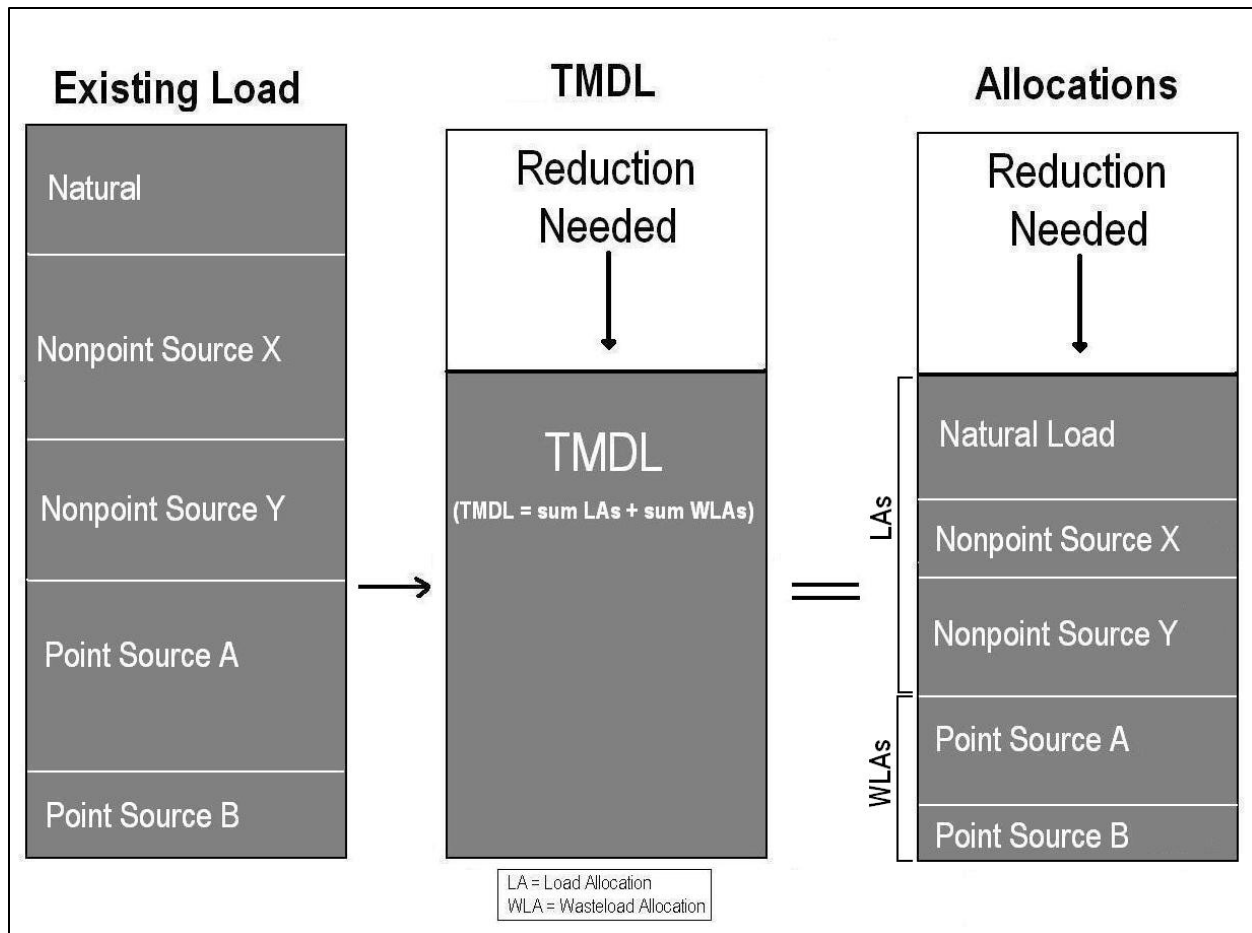 Existing Load
Natural
Nonpoint Source X
Nonpoint Source Y
Point Source A
Point Source B
TMDL
Reduction
Needed
TMDL
(TMDL = sum LAs + sum WLAs)
=
Allocations
Reduction
Needed
LAs
Natural Load
Nonpoint Source X
Nonpoint Source Y
WLAs
Point Source A
Point Source B
LA = Load Allocation
WLA = Wasteload Allocation